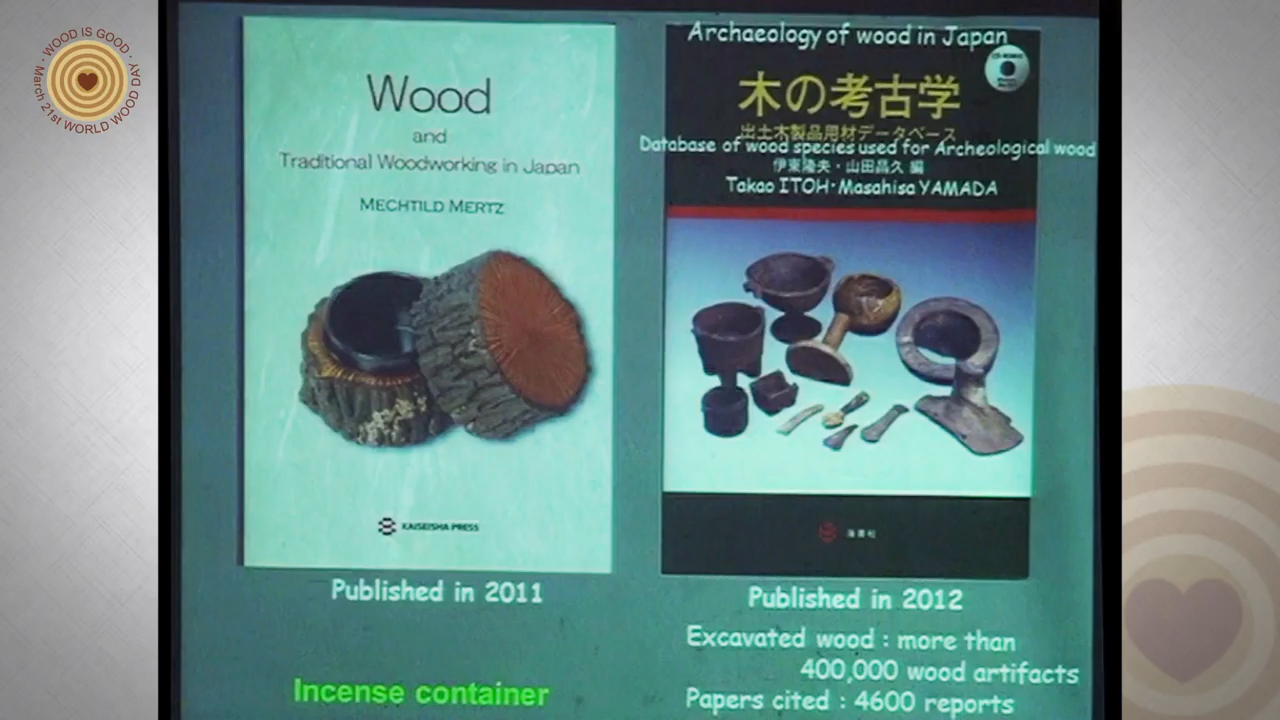 WOOD IS GOOD · WOOD DAY
March 21st WORLD
Wood
and
Traditional Woodworking in Japan
MECHTILD MERTZ
KAISEISHA PRESS
Published in 2011
Incense container
Archaeology of wood in Japan
木の考古学
出土木製品用材データベース
Database of wood species used for Archeological wood
伊東隆夫・山田昌久 編
Takao ITOH·Masahisa YAMADA
海青社
Published in 2012
Excavated wood : more than
400,000 wood artifacts
Papers cited : 4600 reports